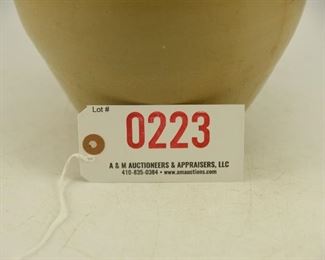 Lot #
0223
A & M AUCTIONEERS & APPRAISERS, LLC
410-835-0384 • www.amauctions.com